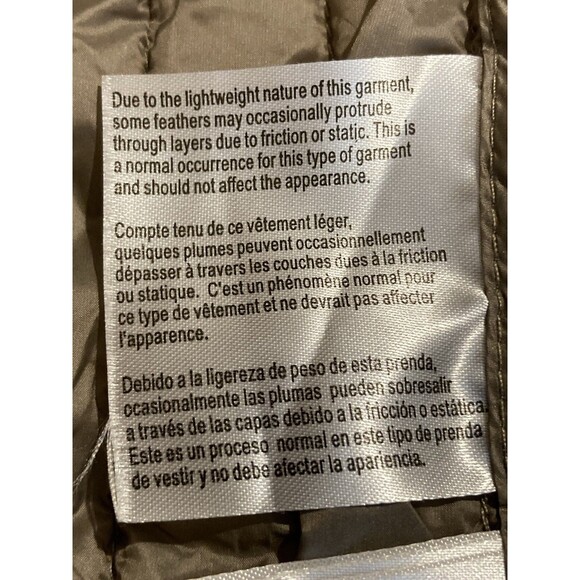 Due to the lightweight nature of this garment,
some feathers may occasionally protrude
through layers due to friction or static. This is
a normal occurrence for this type of garment
and should not affect the appearance.
Compte tenu de ce vêtement léger,
quelques plumes peuvent occasionnellement
dépasser à travers les couches dues à la friction
ou statique. C'est un phénomène normal pour
ce type de vêtement et ne devrait pas affecter
l'apparence.
Debido a la ligereza de peso de esta prenda,
ocasionalmente las plumas pueden sobresalir
a través de las capas debido a la fricción o estática.
Este es un proceso normal en este tipo de prenda
de vestir y no debe afectar la apariencia.